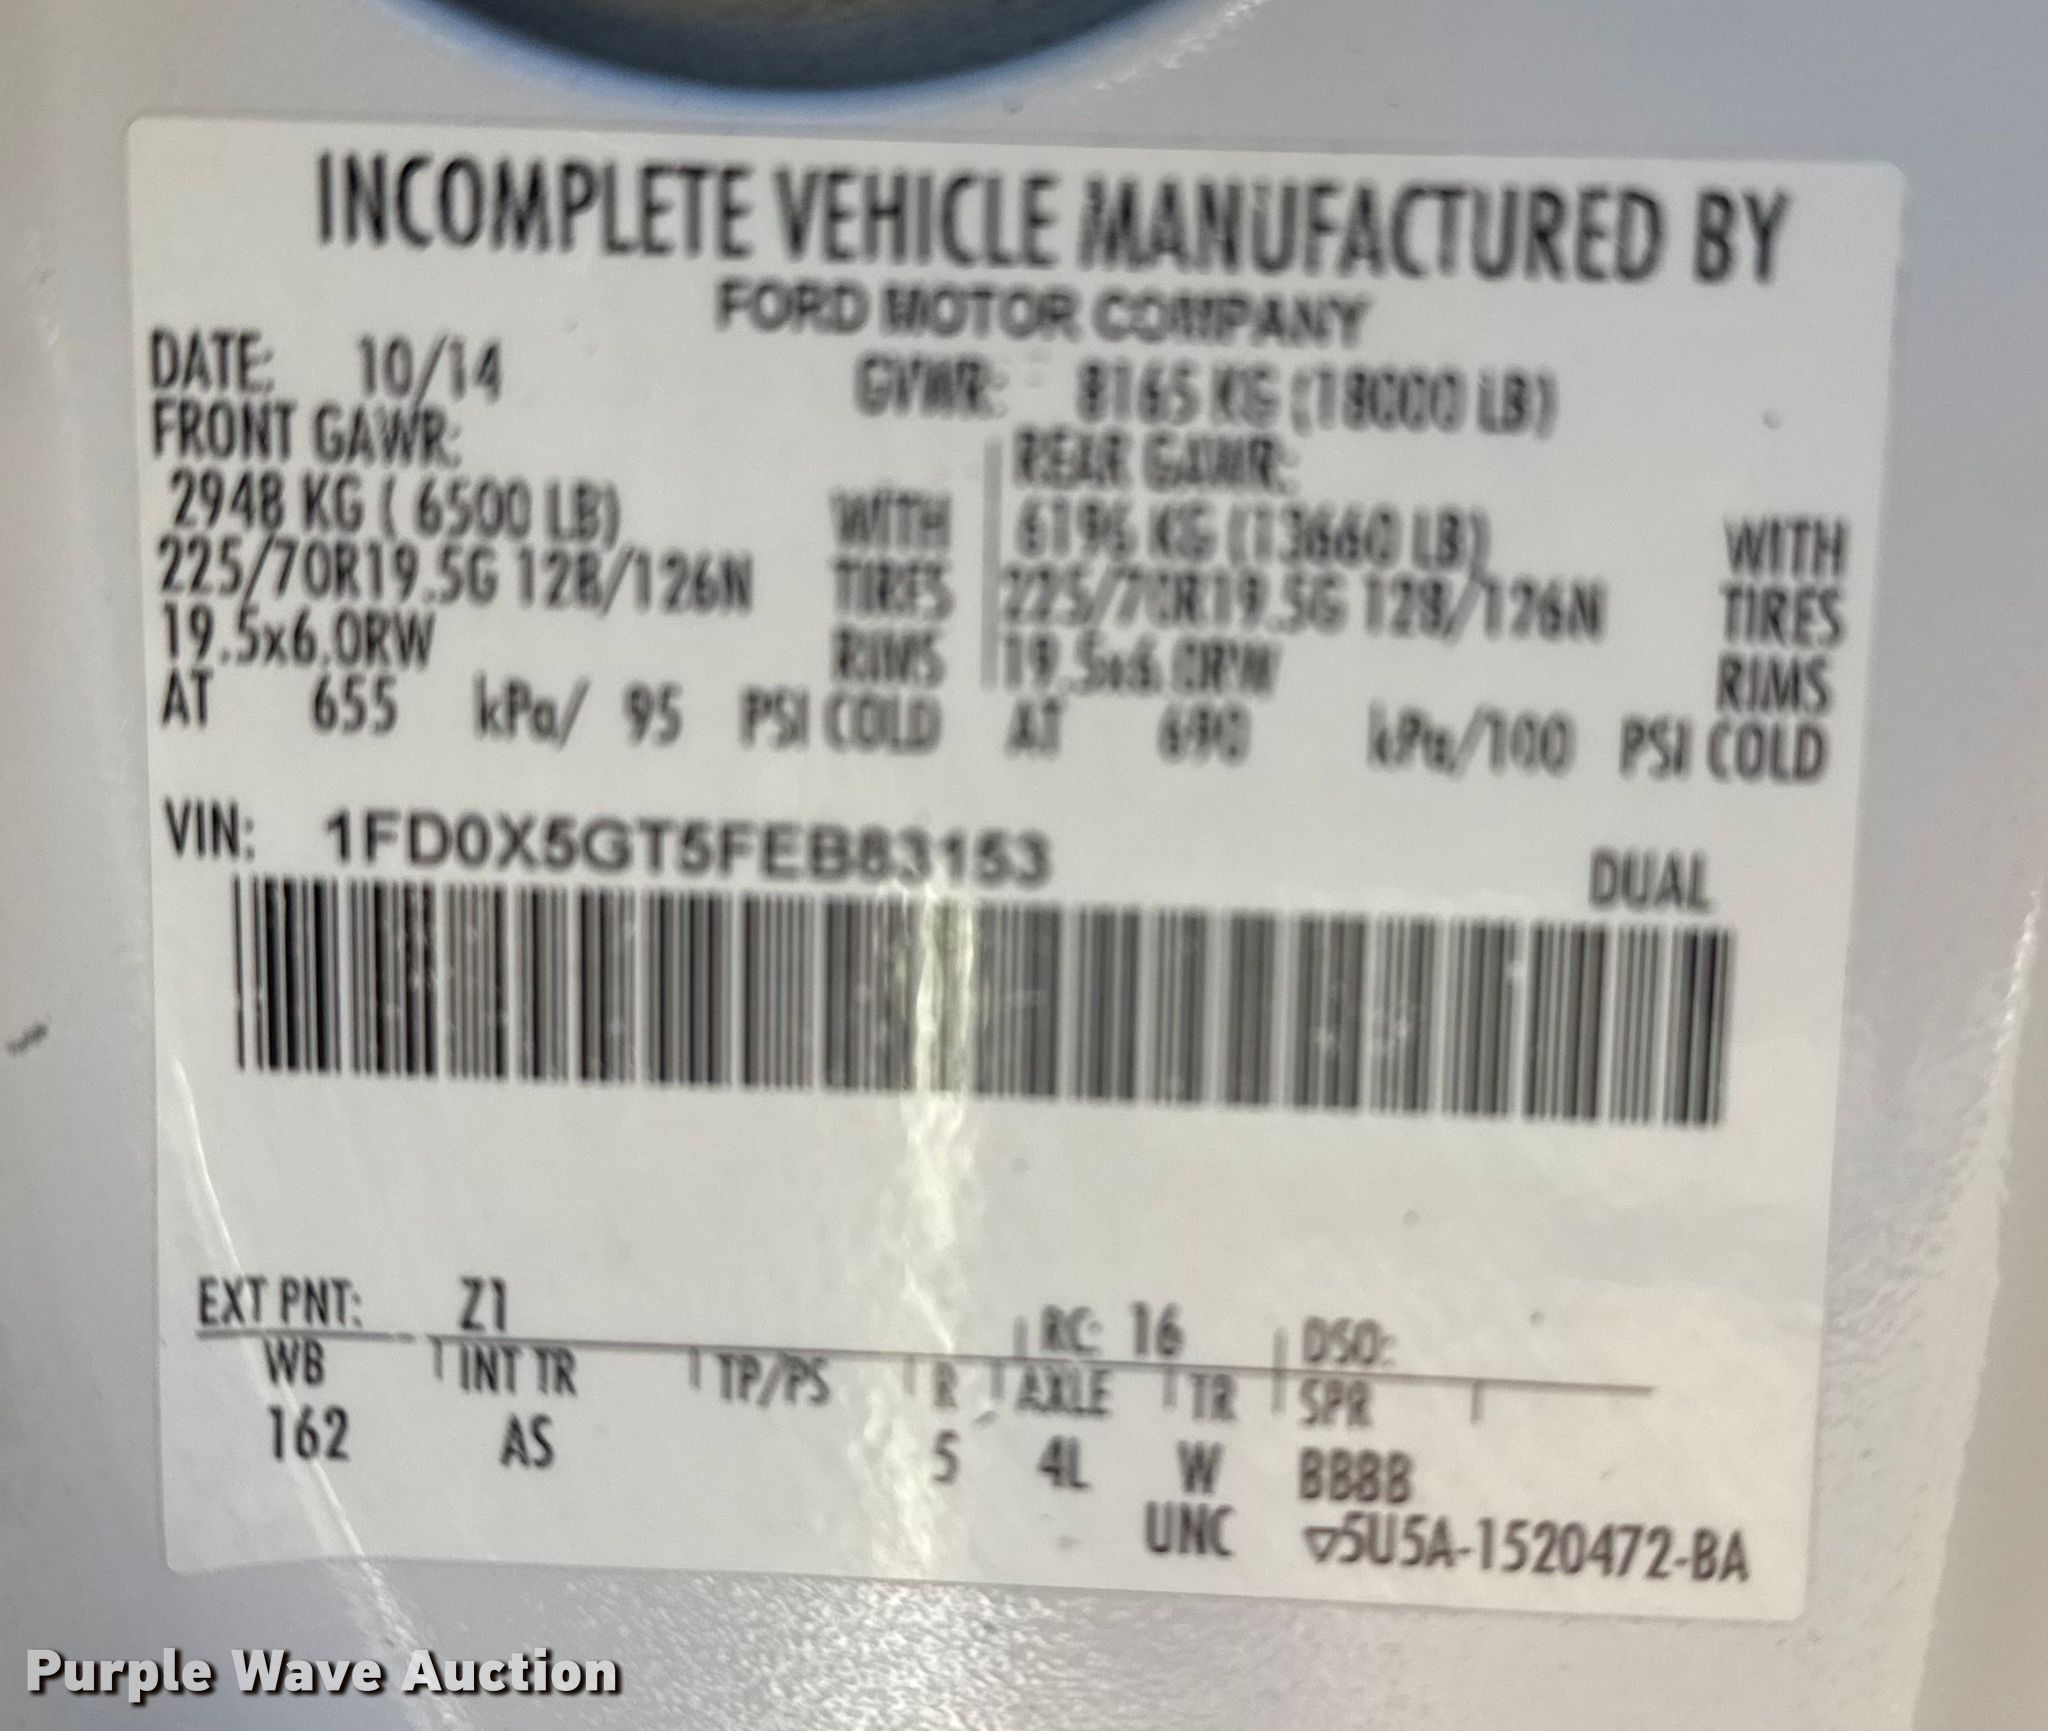 INCOMPLETE VEHICLE MANUFACTURED BY
FORD MOTOR COMPANY
DATE: 10/14 GVWR: 8165 KG (18000 LB)
FRONT GAWR: REAR GAWR:
2948 KG ( 6500 LB) WITH 6196 KG (13660 LB) WITH
225/70R19.5G 128/126N TIRES 225/70R19.5G 128/126N TIRES
19.5x6.0RW RIMS 19.5x6.0RW RIMS
AT 655 kPa/ 95 PSI COLD AT 690 kPa/100 PSI COLD
VIN: 1FD0X5GT5FEB83153 DUAL
EXT PNT: Z1 RC: 16 DSO:
WB INT TR TP/PS R AXLE TR SPR
162 AS 5 4L W BBBB
UNC ▽5U5A-1520472-BA
Purple Wave Auction